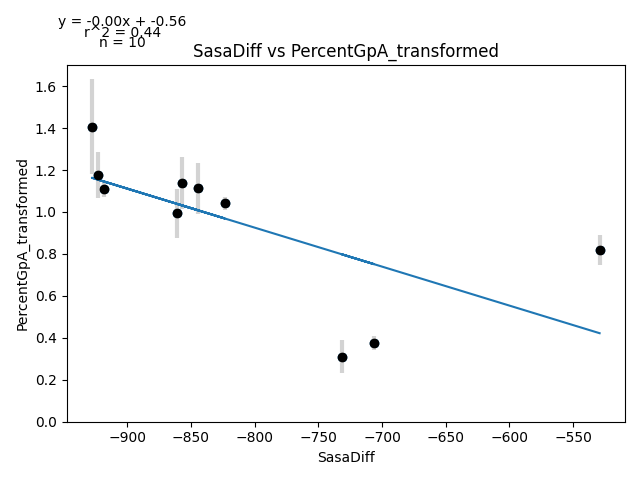 y = -0.00x + -0.56
r^2 = 0.44
n = 10
SasaDiff vs PercentGpA_transformed
1.6
1.4
1.2
1.0
0.8
0.6
0.4
0.2
0.0
PercentGpA_transformed
−900
−850
−800
−750
−700
−650
−600
−550
SasaDiff